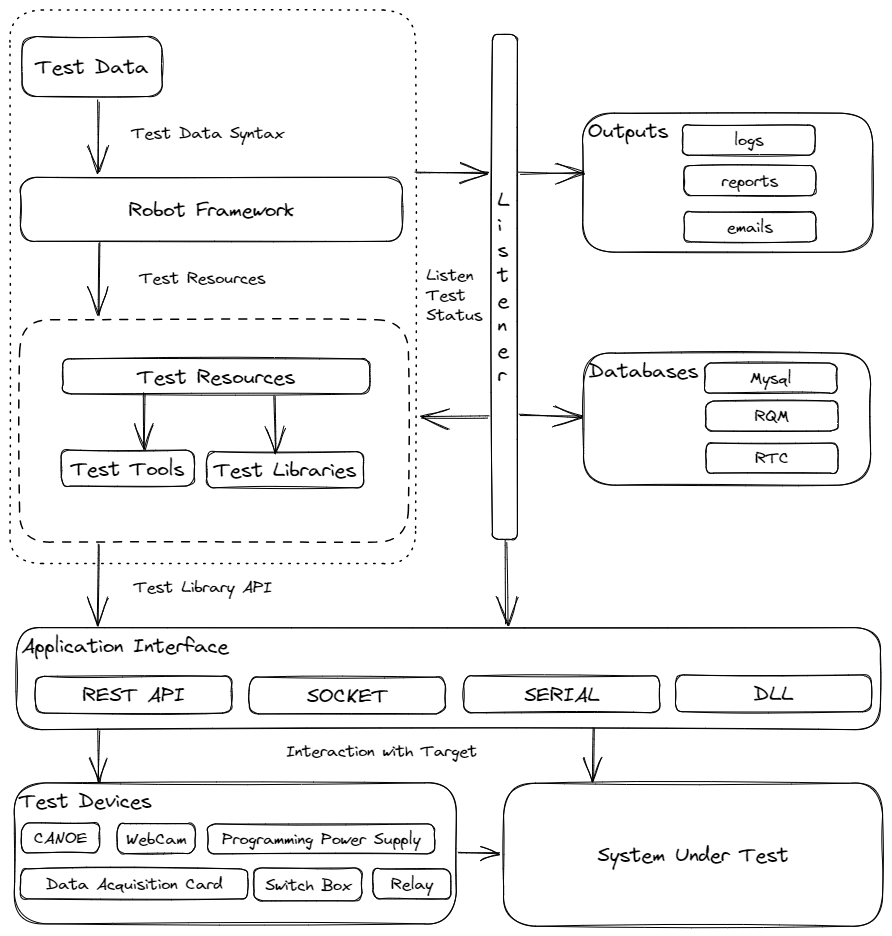 Test Data
Test Data Syntax
Robot Framework
Test Resources
Test Resources
Test Tools
Test Libraries
Listen
Test
Status
Listener
Outputs
logs
reports
emails
Databases
Mysql
RQM
RTC
Test Library API
Application Interface
REST API
SOCKET
SERIAL
DLL
Interaction with Target
Test Devices
CANOE
WebCam
Programming Power Supply
Data Acquisition Card
Switch Box
Relay
System Under Test